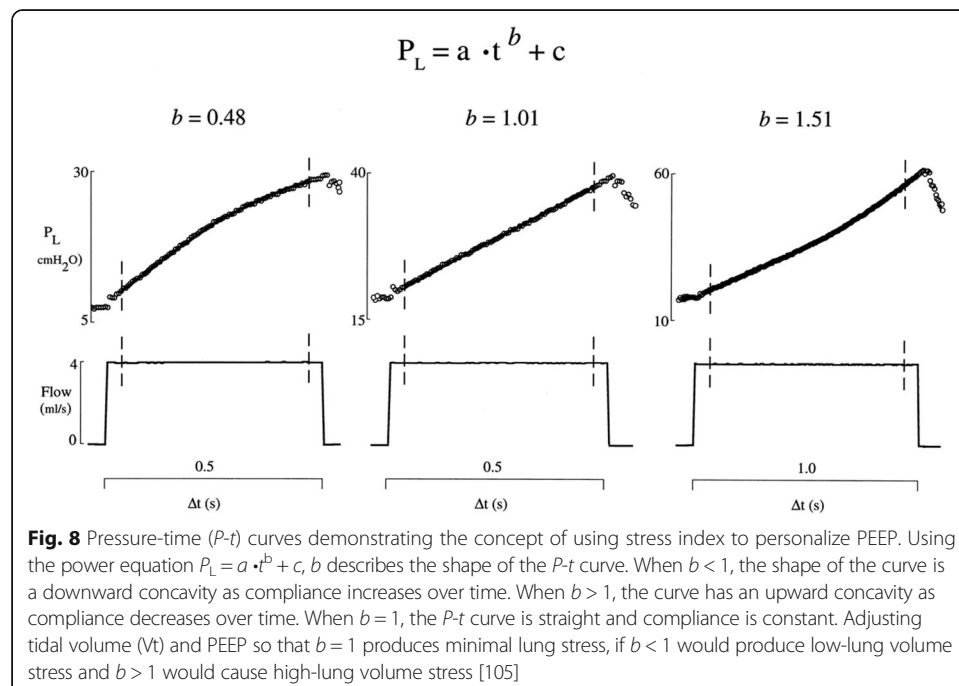 P_L = a · t^b + c
b = 0.48 b = 1.01 b = 1.51
30 40 60
P_L
cmH₂O)
5 15 10
4
Flow
(ml/s)
0
0.5 0.5 1.0
Δt (s) Δt (s) Δt (s)
Fig. 8 Pressure-time (P-t) curves demonstrating the concept of using stress index to personalize PEEP. Using
the power equation P_L = a •t^b + c, b describes the shape of the P-t curve. When b < 1, the shape of the curve is
a downward concavity as compliance increases over time. When b > 1, the curve has an upward concavity as
compliance decreases over time. When b = 1, the P-t curve is straight and compliance is constant. Adjusting
tidal volume (Vt) and PEEP so that b = 1 produces minimal lung stress, if b < 1 would produce low-lung volume
stress and b > 1 would cause high-lung volume stress [105]